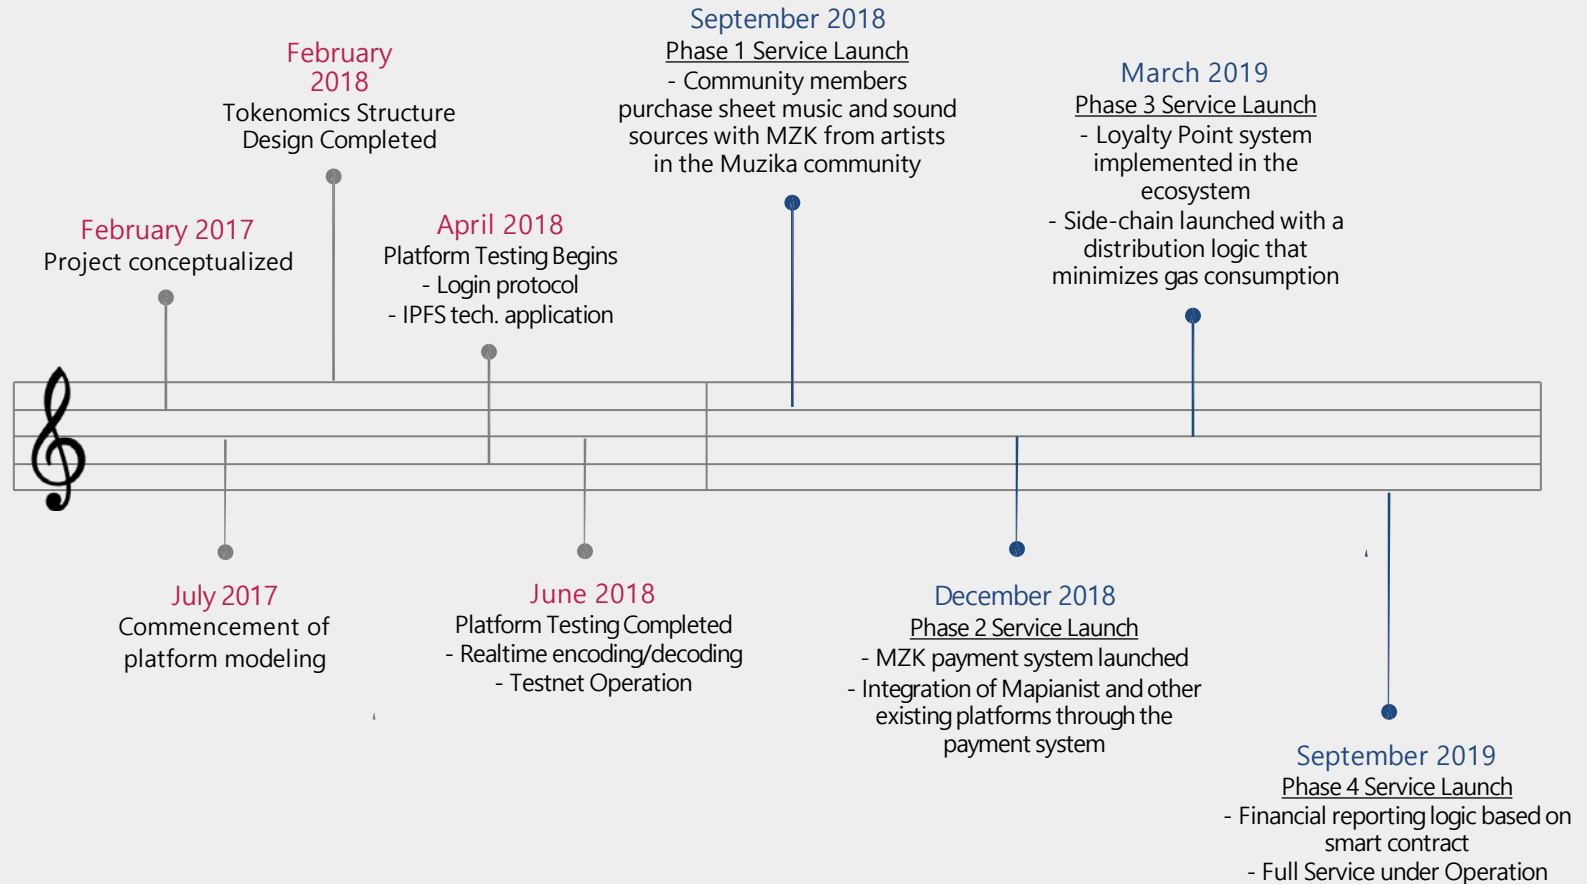 February 2017
Project conceptualized
July 2017
Commencement of
platform modeling
February
2018
Tokenomics Structure
Design Completed
April 2018
Platform Testing Begins
- Login protocol
- IPFS tech. application
June 2018
Platform Testing Completed
- Realtime encoding/decoding
- Testnet Operation
September 2018
Phase 1 Service Launch
- Community members
purchase sheet music and sound
sources with MZK from artists
in the Muzika community
December 2018
Phase 2 Service Launch
- MZK payment system launched
- Integration of Mapianist and other
existing platforms through the
payment system
March 2019
Phase 3 Service Launch
- Loyalty Point system
implemented in the
ecosystem
- Side-chain launched with a
distribution logic that
minimizes gas consumption
September 2019
Phase 4 Service Launch
- Financial reporting logic based on
smart contract
- Full Service under Operation